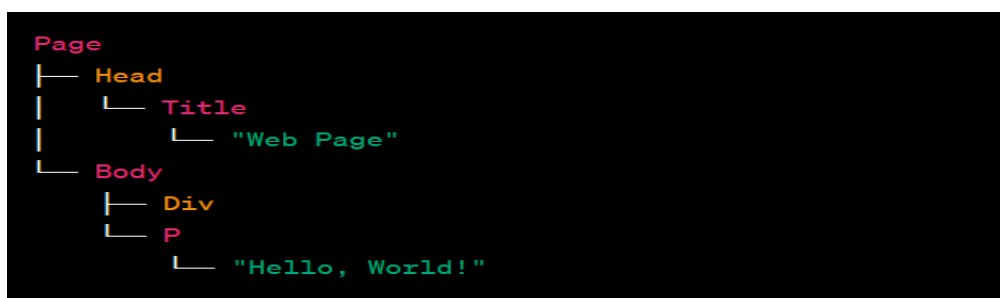 Page
├── Head
│   └── Title
│       └── "Web Page"
└── Body
    ├── Div
    └── P
        └── "Hello, World!"